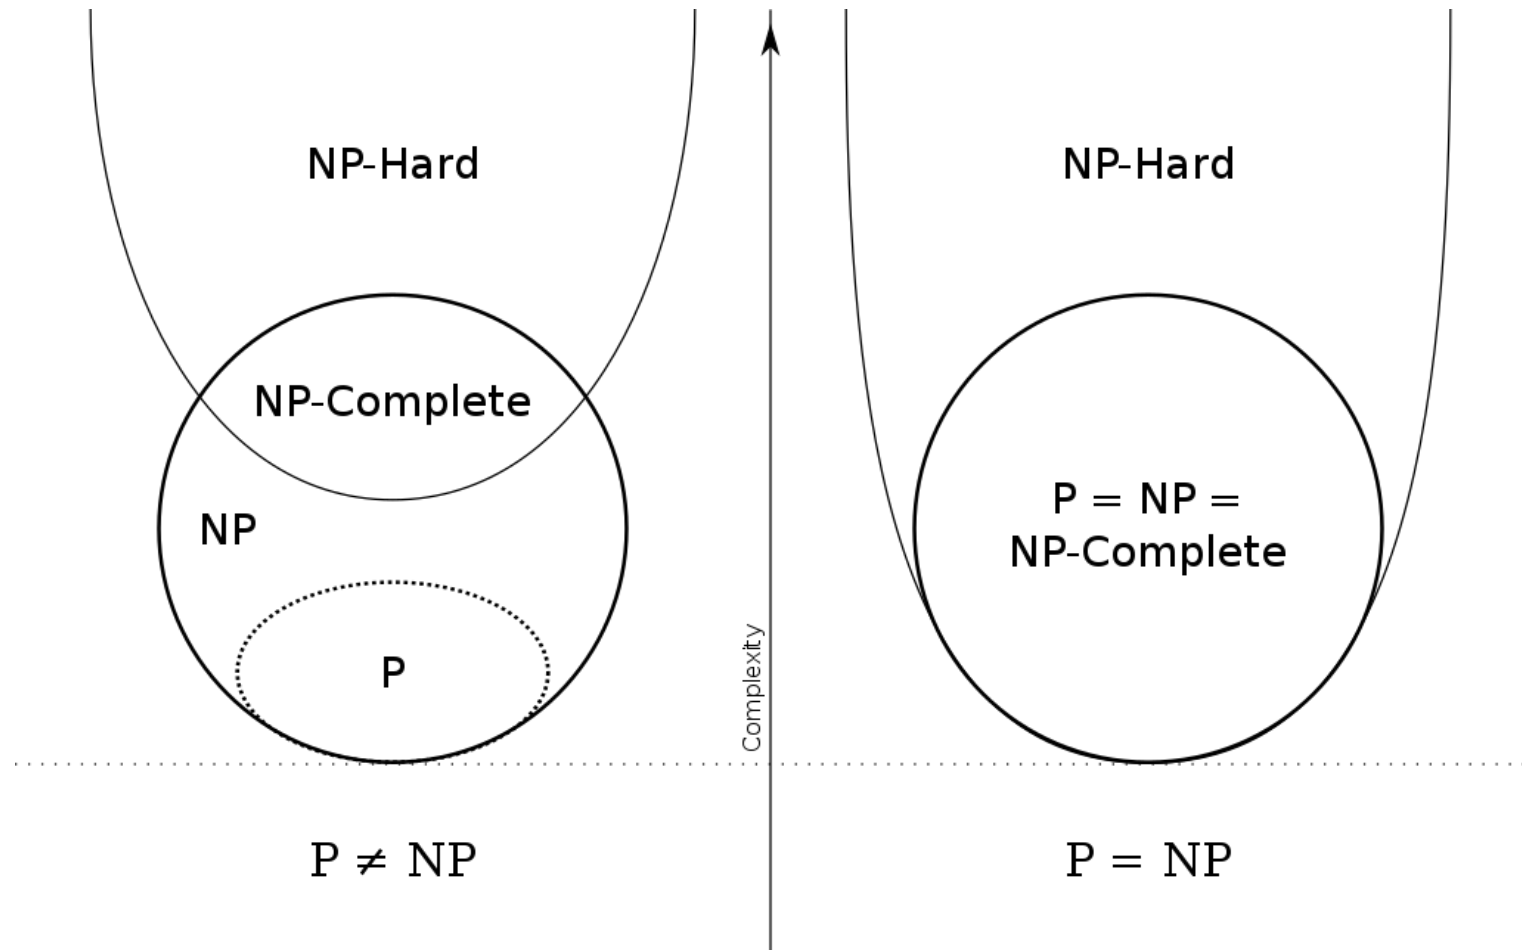 NP-Hard
NP-Complete
NP
P
P ≠ NP
Complexity
NP-Hard
P = NP =
NP-Complete
P = NP